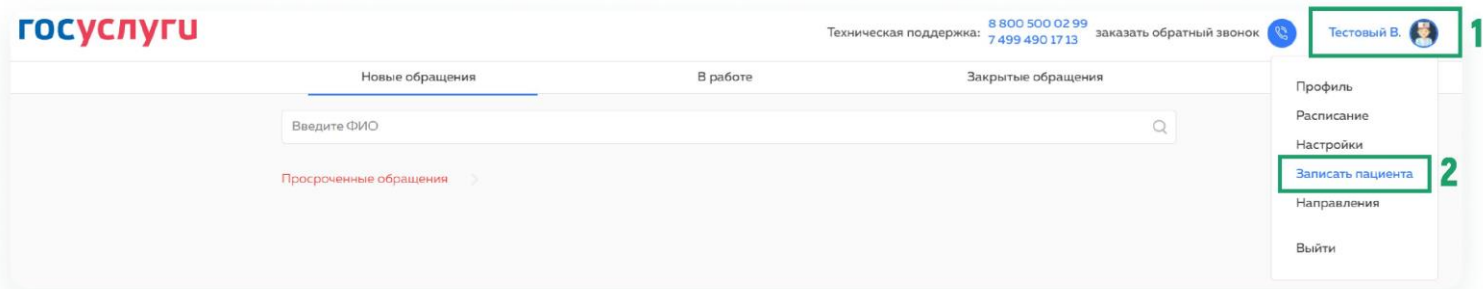 госуслуги
Техническая поддержка: 8 800 500 02 99
7 499 490 17 13
заказать обратный звонок
Тестовый В.
1
Новые обращения
В работе
Закрытые обращения
Введите ФИО
Просроченные обращения
Профиль
Расписание
Настройки
Записать пациента
2
Направления
Выйти